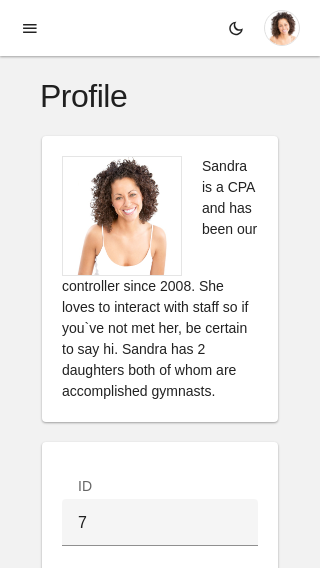 Profile
Sandra
is a CPA
and has
been our
controller since 2008. She
loves to interact with staff so if
you`ve not met her, be certain
to say hi. Sandra has 2
daughters both of whom are
accomplished gymnasts.
ID
7